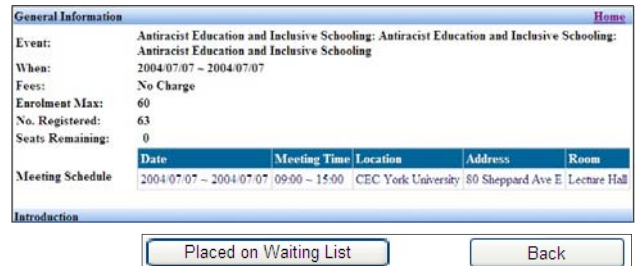 General Information Home
Event: Antiracist Education and Inclusive Schooling: Antiracist Education and Inclusive Schooling:
Antiracist Education and Inclusive Schooling
When: 2004/07/07 ~ 2004/07/07
Fees: No Charge
Enrolment Max: 60
No. Registered: 63
Seats Remaining: 0
Date Meeting Time Location Address Room
Meeting Schedule 2004/07/07 ~ 2004/07/07 09:00 ~ 15:00 CEC York University 80 Sheppard Ave E Lecture Hall
Introduction
Placed on Waiting List Back